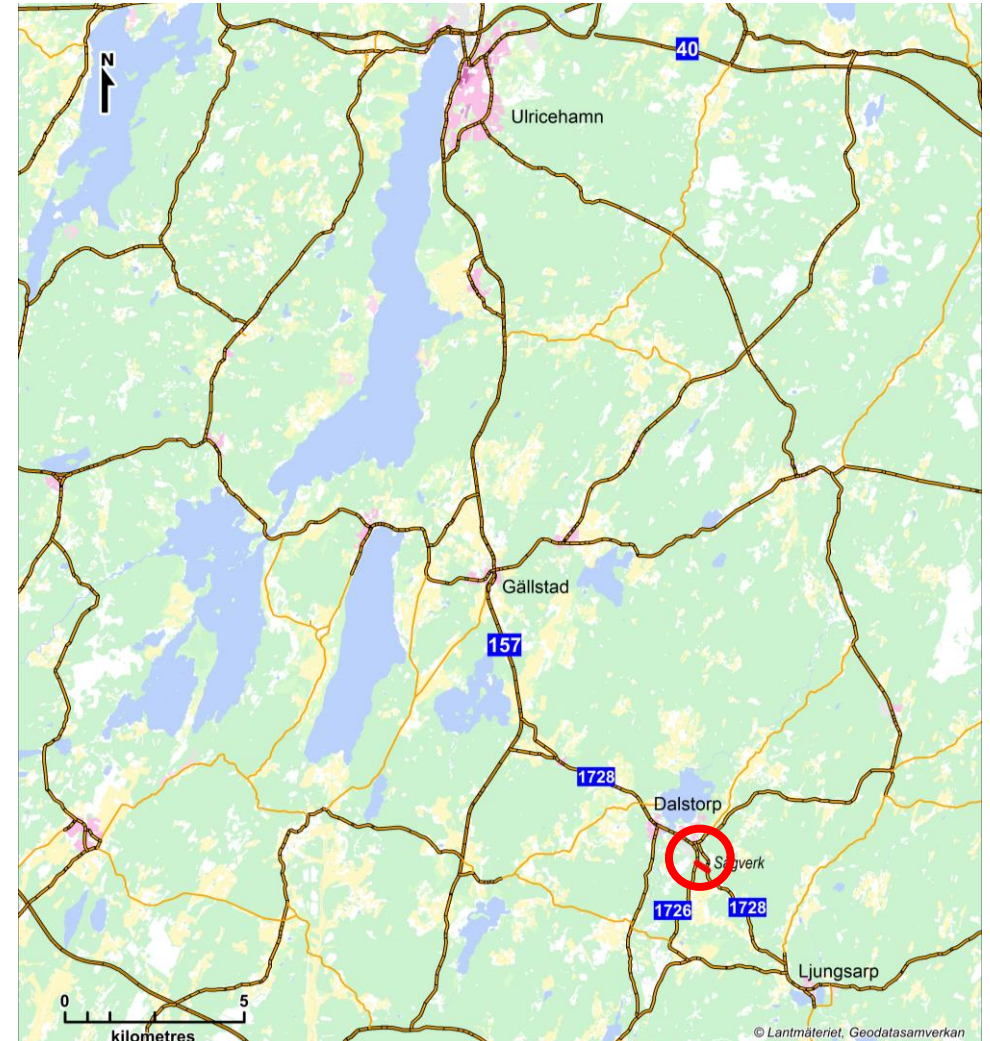 N
40
Ulricehamn
Gällstad
157
1728
Dalstorp
Sågverk
1726
1728
Ljungsarp
0 5
kilometres
© Lantmäteriet, Geodatasamverkan